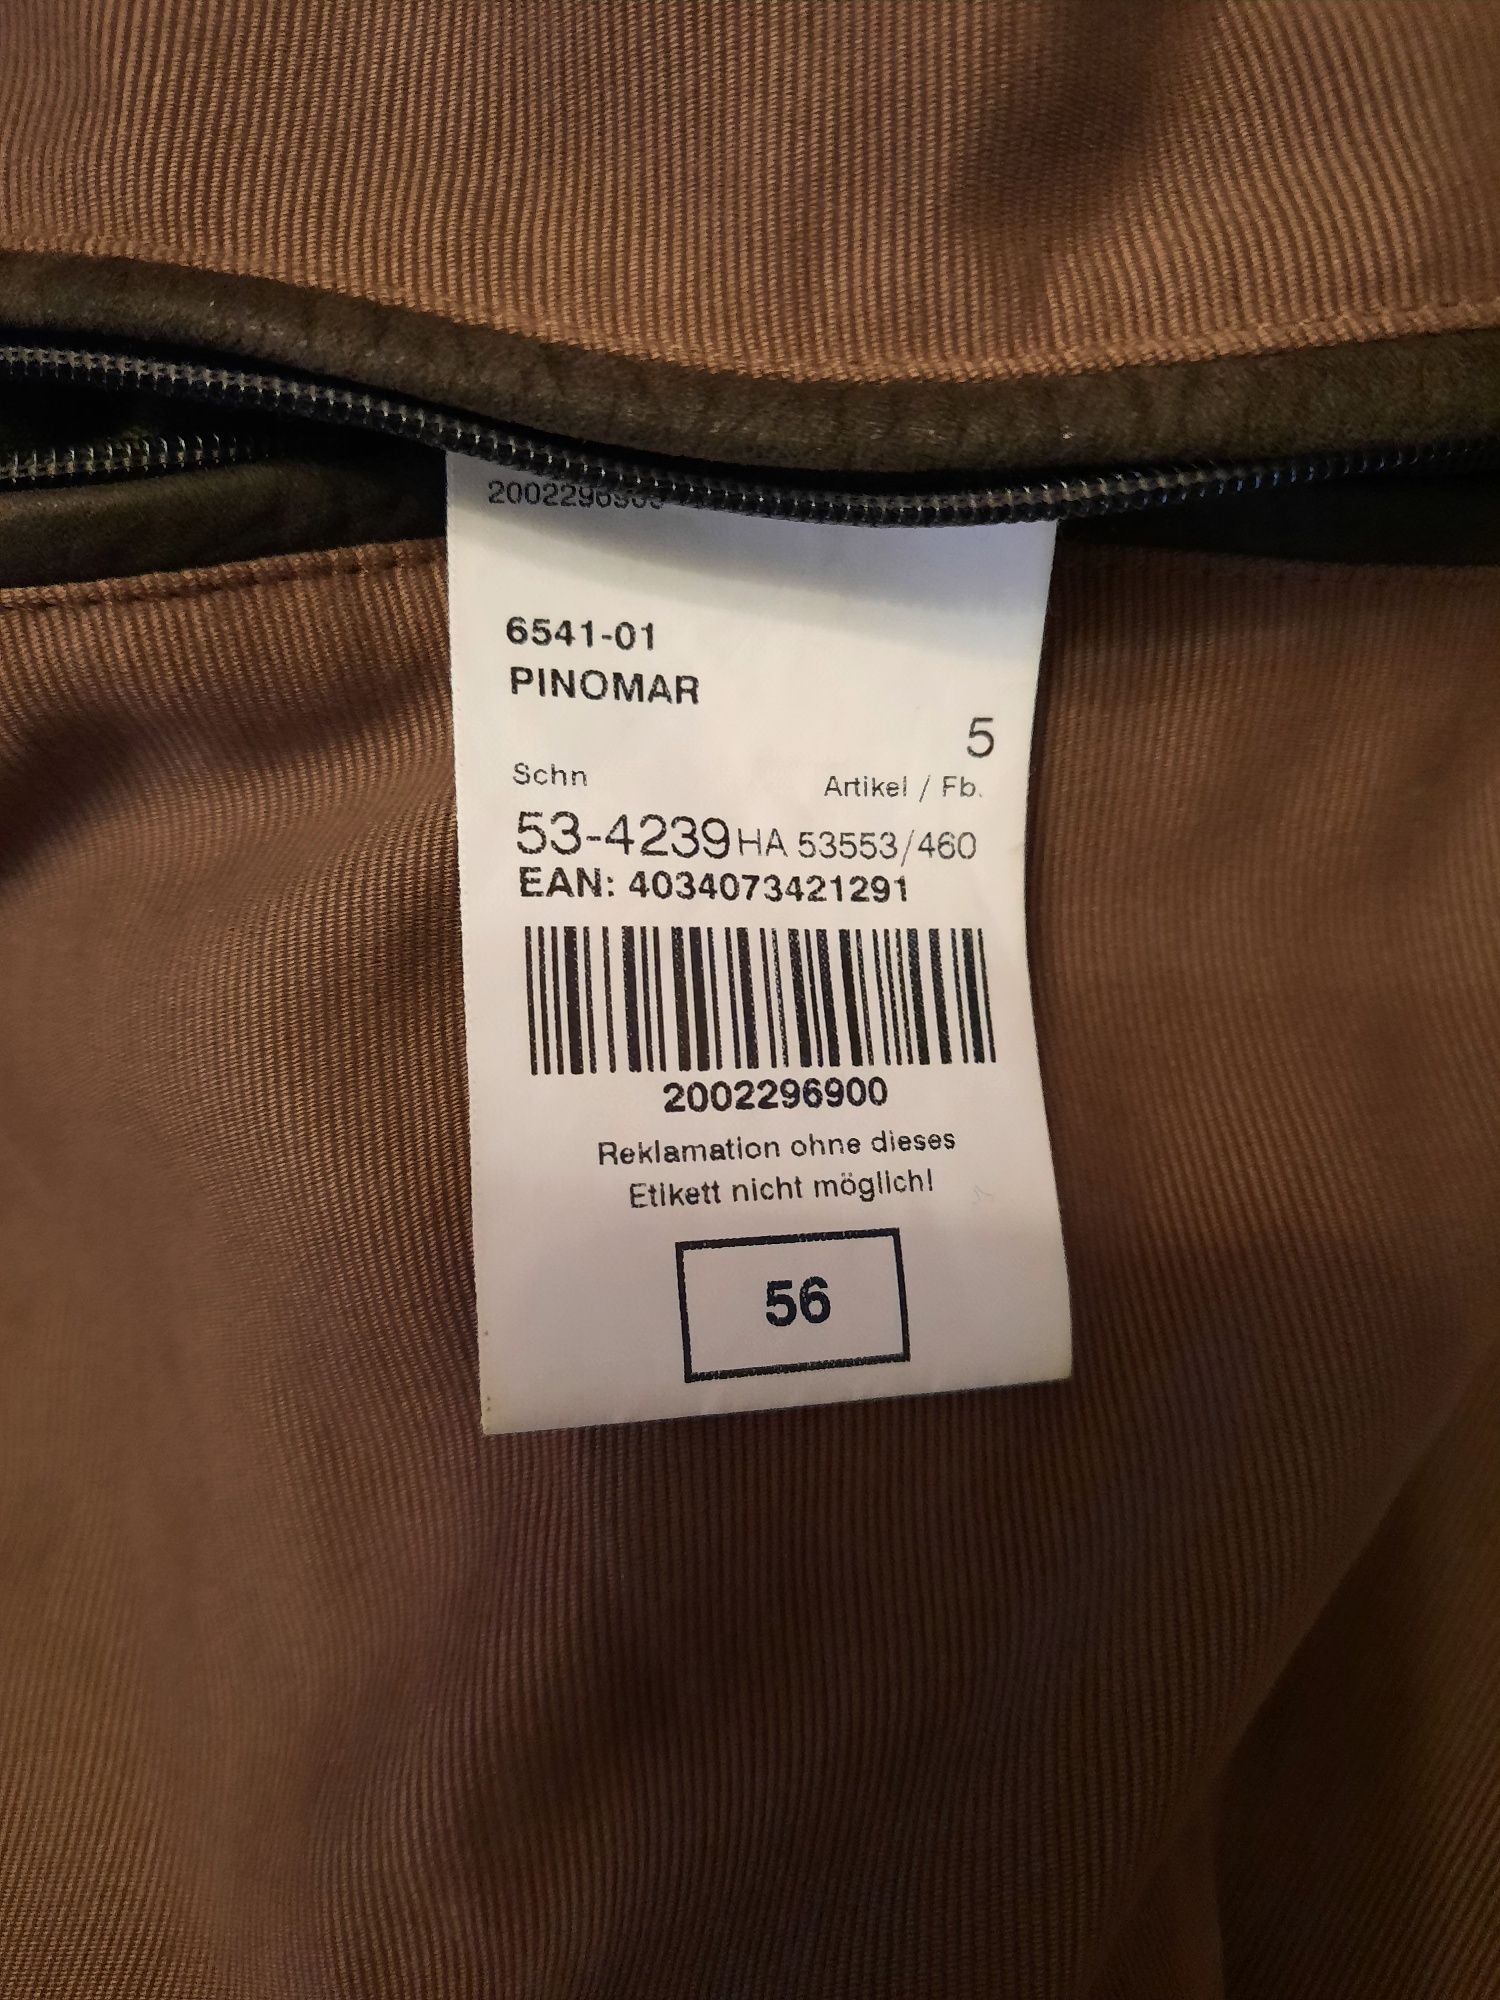 6541-01
PINOMAR
5
Schn Artikel / Fb.
53-4239 HA 53553/460
EAN: 4034073421291
2002296900
Reklamation ohne dieses
Etikett nicht möglich!
56